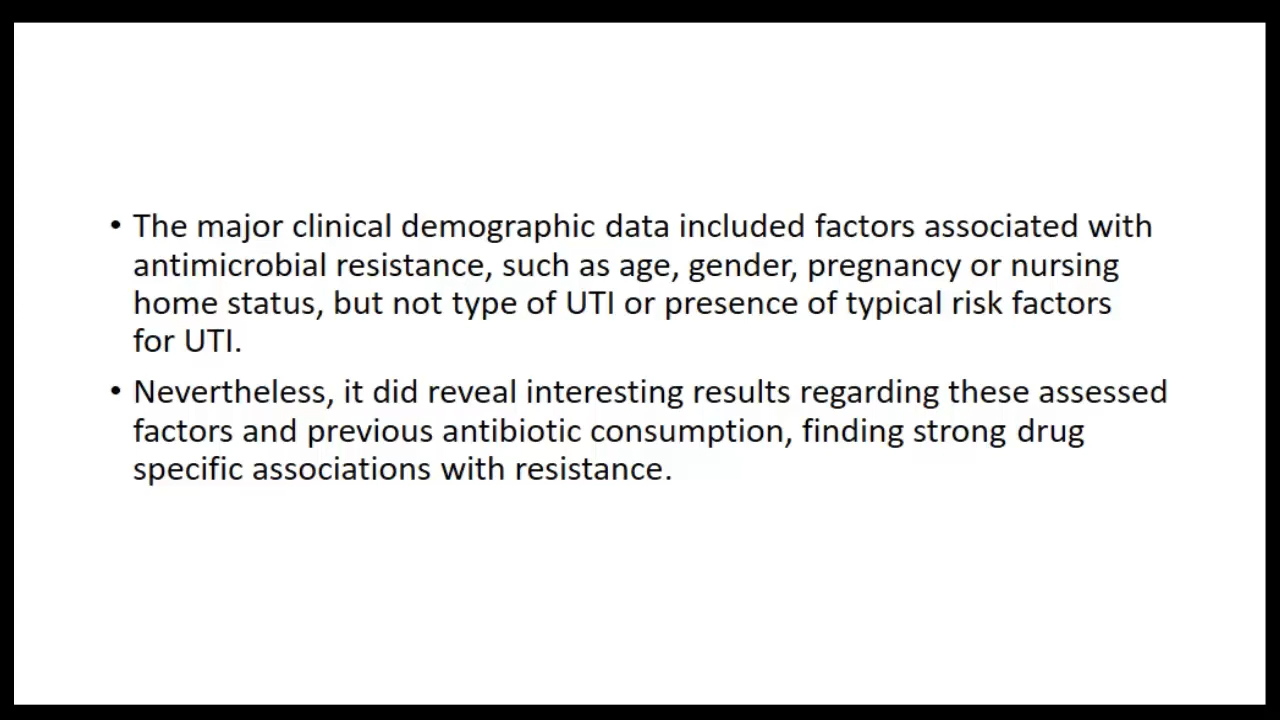 • The major clinical demographic data included factors associated with
antimicrobial resistance, such as age, gender, pregnancy or nursing
home status, but not type of UTI or presence of typical risk factors
for UTI.
• Nevertheless, it did reveal interesting results regarding these assessed
factors and previous antibiotic consumption, finding strong drug
specific associations with resistance.